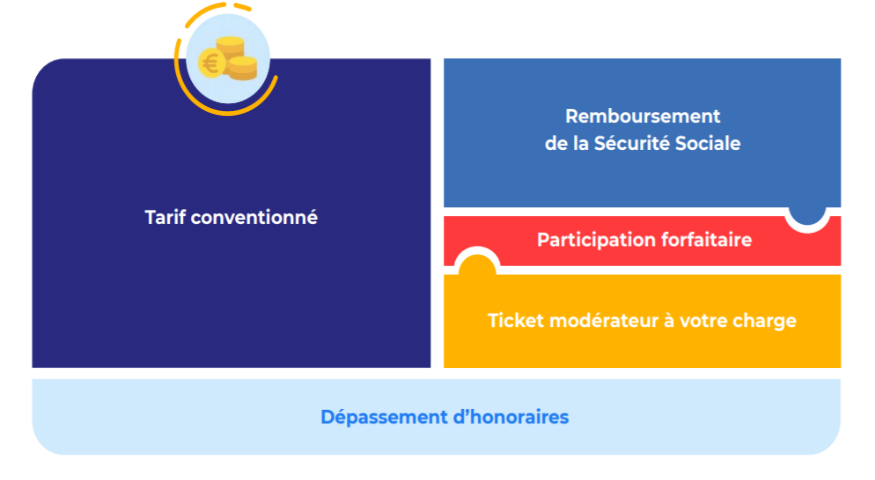 Remboursement
de la Sécurité Sociale
Tarif conventionné
Participation forfaitaire
Ticket modérateur à votre charge
Dépassement d’honoraires